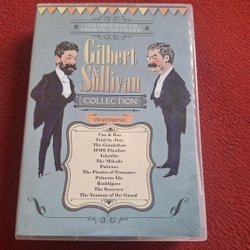 Gilbert
& Sullivan
COLLECTION
FEATURING
Cox & Box
Trial by Jury
The Gondoliers
HMS Pinafore
Iolanthe
The Mikado
Patience
The Pirates of Penzance
Princess Ida
Ruddigore
The Sorcerer
The Yeomen of the Guard